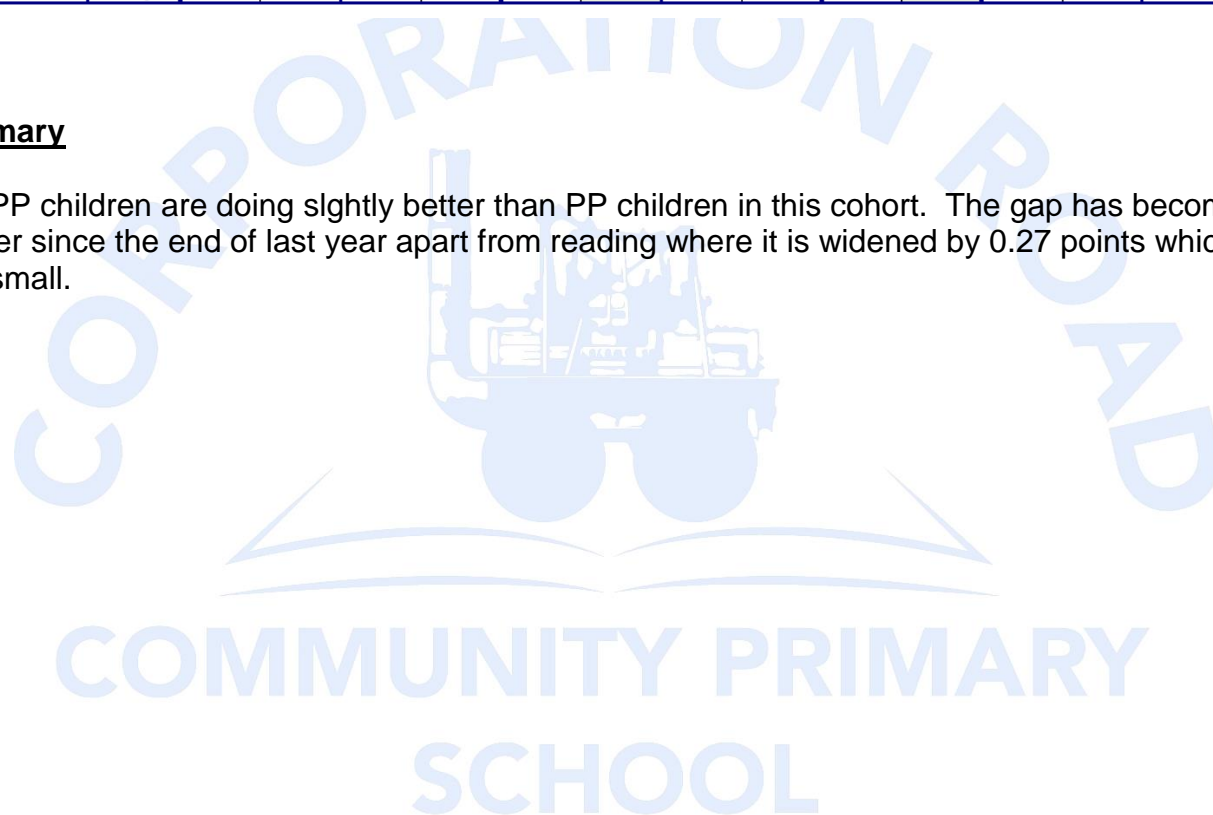 mary
PP children are doing slghtly better than PP children in this cohort.  The gap has becom
er since the end of last year apart from reading where it is widened by 0.27 points whic
small.
CORPORATION ROAD
COMMUNITY PRIMARY
SCHOOL